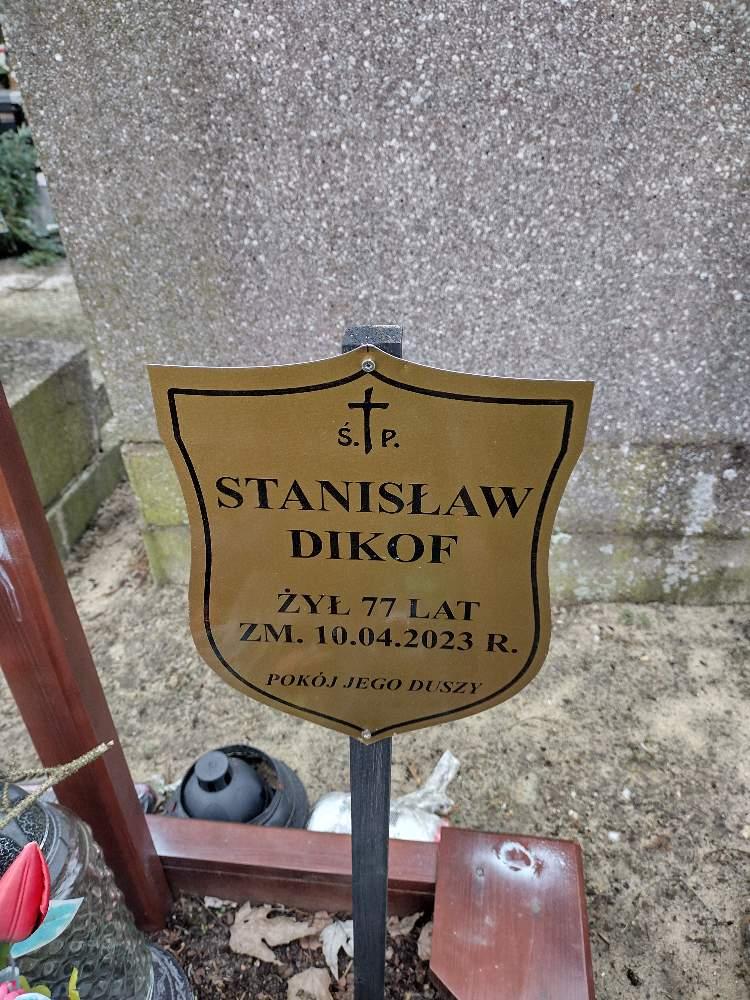 Ś. P.
STANISŁAW
DIKOF
ŻYŁ 77 LAT
ZM. 10.04.2023 R.
POKÓJ JEGO DUSZY